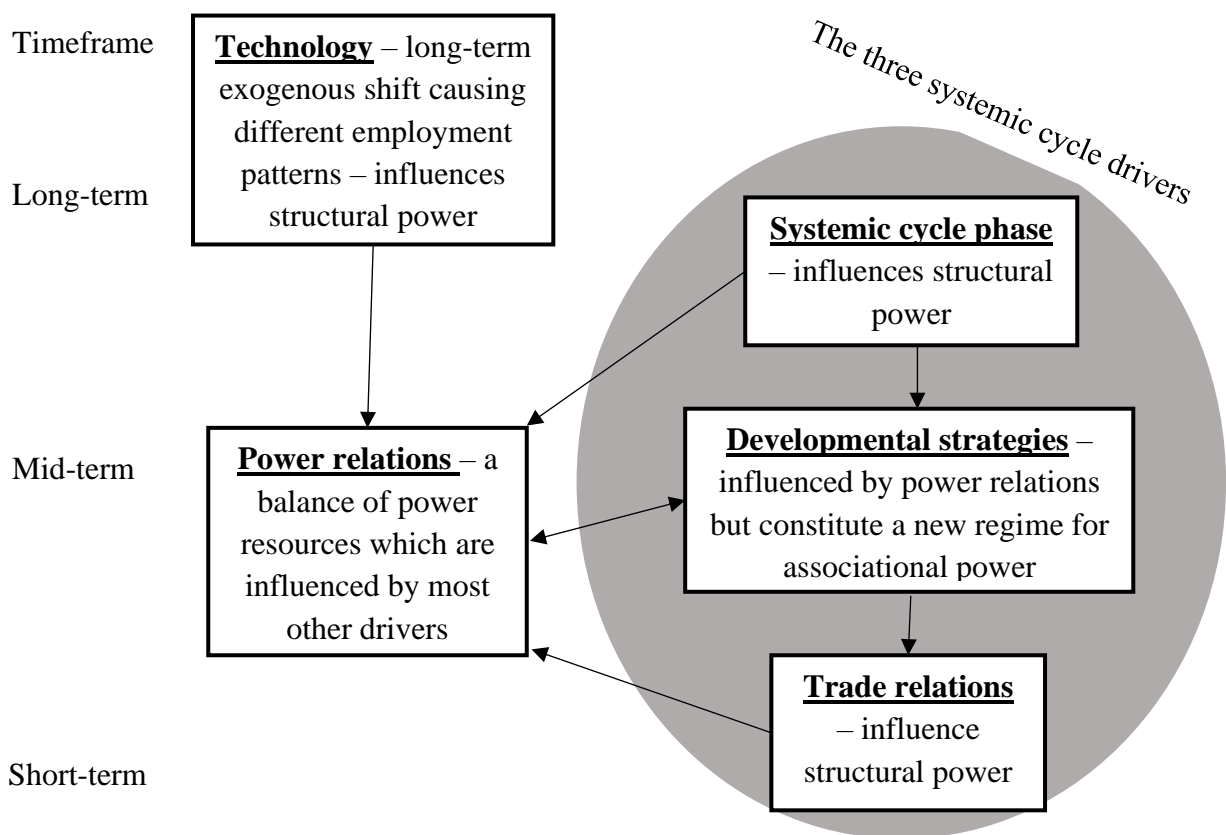 Timeframe
Technology – long-term
exogenous shift causing
different employment
patterns – influences
structural power
The three systemic cycle drivers
Long-term
Systemic cycle phase
– influences structural
power
Mid-term
Power relations – a
balance of power
resources which are
influenced by most
other drivers
Developmental strategies –
influenced by power relations
but constitute a new regime for
associational power
Trade relations
– influence
structural power
Short-term